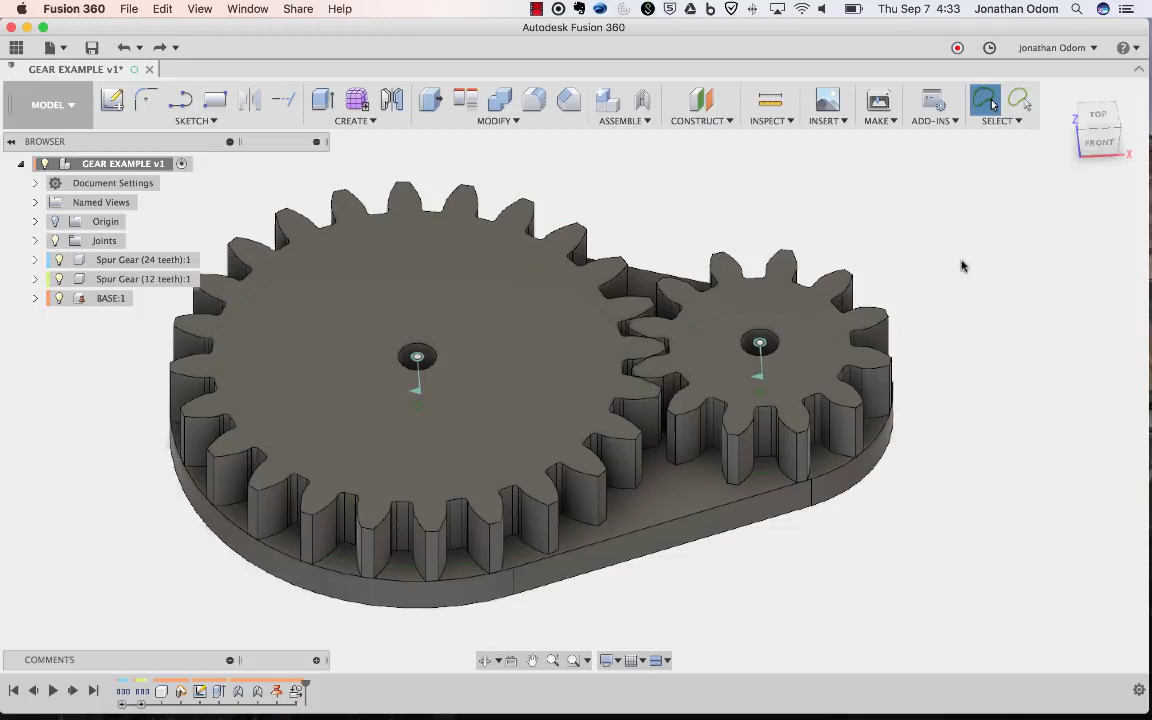 Fusion 360 File Edit View Window Share Help Thu Sep 7 4:33 Jonathan Odom
Autodesk Fusion 360
Jonathan Odom
GEAR EXAMPLE v1*
MODEL SKETCH CREATE MODIFY ASSEMBLE CONSTRUCT INSPECT INSERT MAKE ADD-INS SELECT
TOP
Z
FRONT
X
BROWSER
GEAR EXAMPLE v1
Document Settings
Named Views
Origin
Joints
Spur Gear (24 teeth):1
Spur Gear (12 teeth):1
BASE:1
COMMENTS